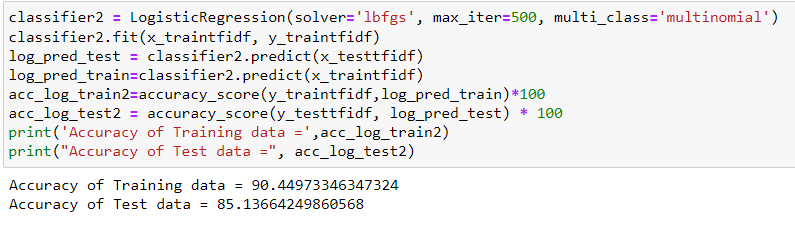 classifier2 = LogisticRegression(solver='lbfgs', max_iter=500, multi_class='multinomial')
classifier2.fit(x_traintfidf, y_traintfidf)
log_pred_test = classifier2.predict(x_testtfidf)
log_pred_train=classifier2.predict(x_traintfidf)
acc_log_train2=accuracy_score(y_traintfidf,log_pred_train)*100
acc_log_test2 = accuracy_score(y_testtfidf, log_pred_test) * 100
print('Accuracy of Training data =',acc_log_train2)
print("Accuracy of Test data =", acc_log_test2)
Accuracy of Training data = 90.44973346347324
Accuracy of Test data = 85.13664249860568